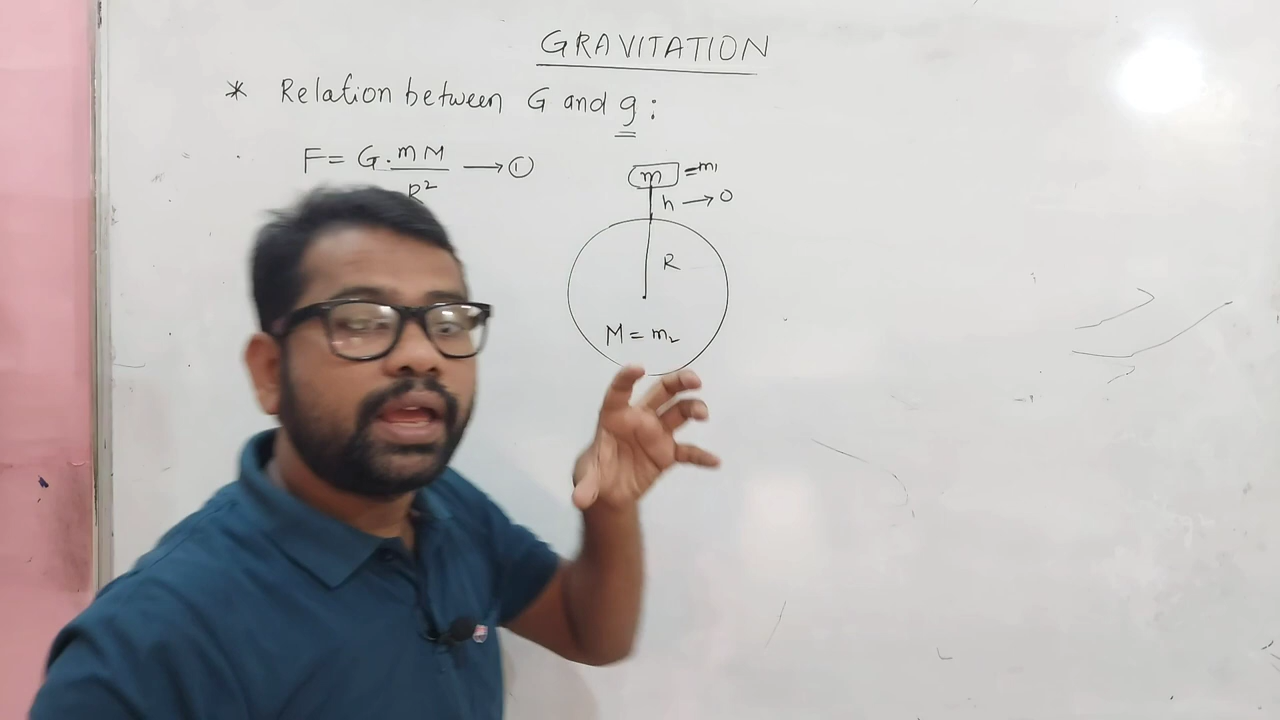 GRAVITATION
* Relation between G and g :
F = G . mM / R² → ①
m = m₁
h → 0
R
M = m₂